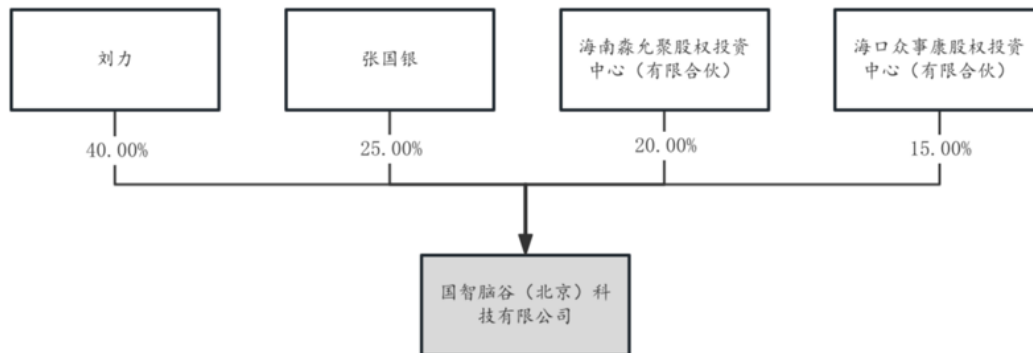 刘力
张国银
海南淼允聚股权投资
中心（有限合伙）
海口众事康股权投资
中心（有限合伙）
40.00%
25.00%
20.00%
15.00%
国智脑谷（北京）科
技有限公司